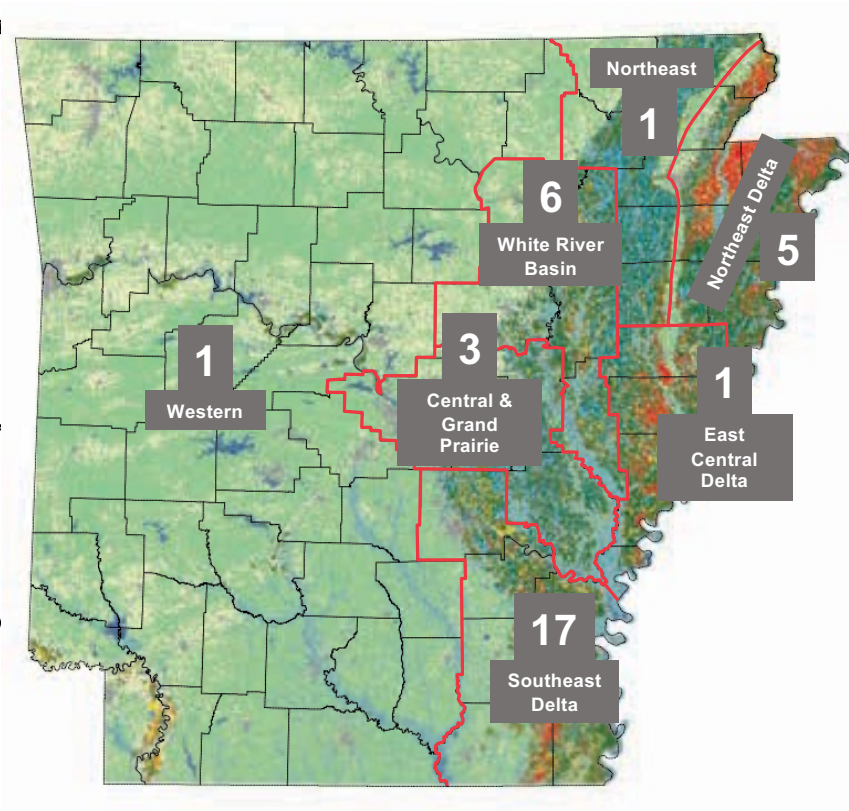 Northeast
1
6
White River
Basin
Northeast Delta
5
1
Western
3
Central &
Grand
Prairie
1
East
Central
Delta
17
Southeast
Delta